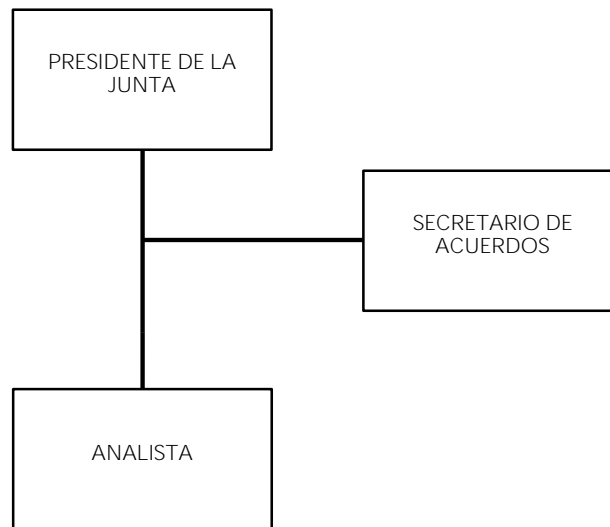 PRESIDENTE DE LA
JUNTA
SECRETARIO DE
ACUERDOS
ANALISTA